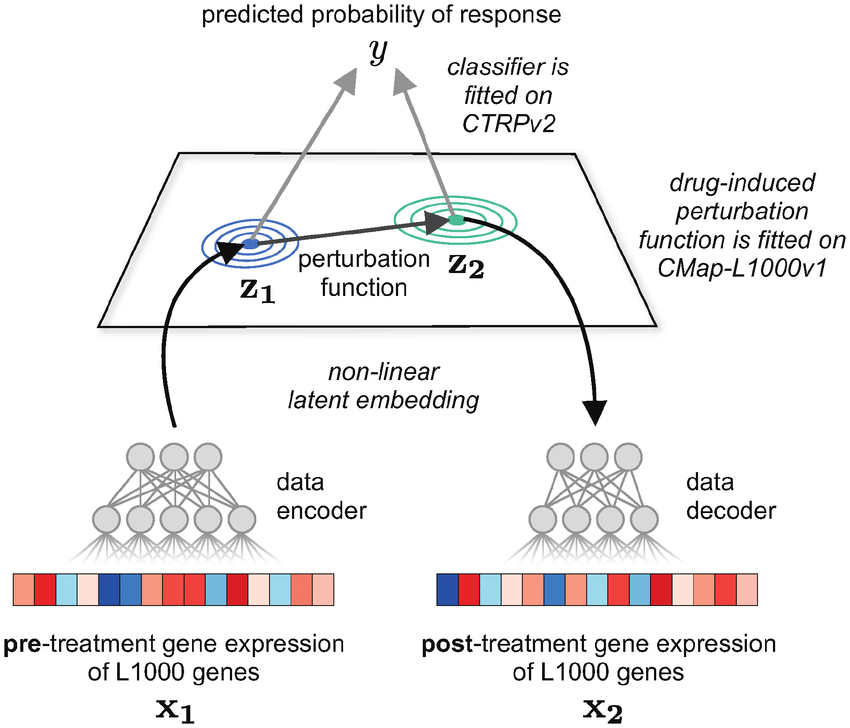 predicted probability of response
y
classifier is
fitted on
CTRPv2
drug-induced
perturbation
function is fitted on
CMap-L1000v1
perturbation
function
z₁
z₂
non-linear
latent embedding
data
encoder
data
decoder
pre-treatment gene expression
of L1000 genes
x₁
post-treatment gene expression
of L1000 genes
x₂